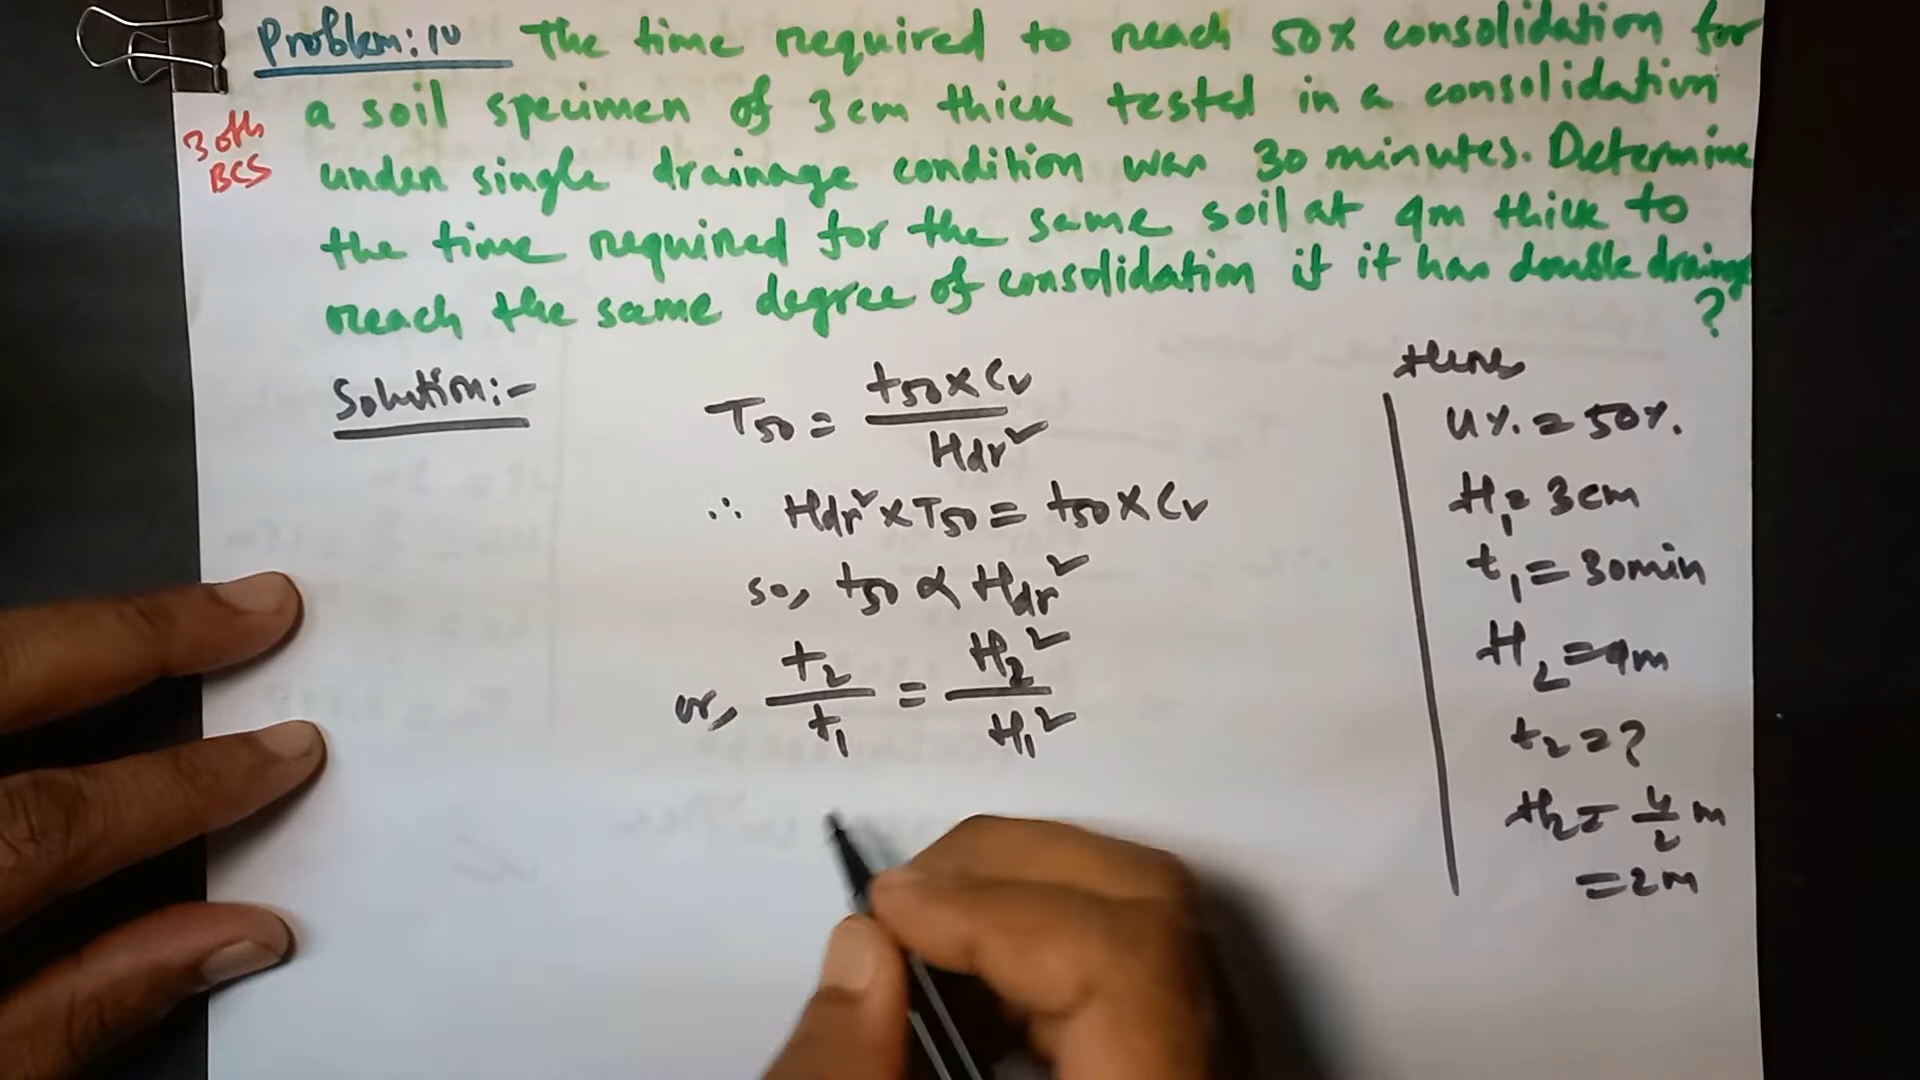 Problem: 10 The time required to reach 50% consolidation for
a soil specimen of 3cm thick tested in a consolidation
30th
BCS
under single drainage condition was 30 minutes. Determine
the time required for the same soil at 4m thick to
reach the same degree of consolidation if it has double drainage
?
Solution:-
T50 = t50 × Cv / Hdr²
∴ Hdr² × T50 = t50 × Cv
so, t50 ∝ Hdr²
or, t2 / t1 = H2² / H1²
Here
U% = 50%.
H1 = 3cm
t1 = 30min
H2 = 4m
t2 = ?
H2 = 4/2 m
= 2m